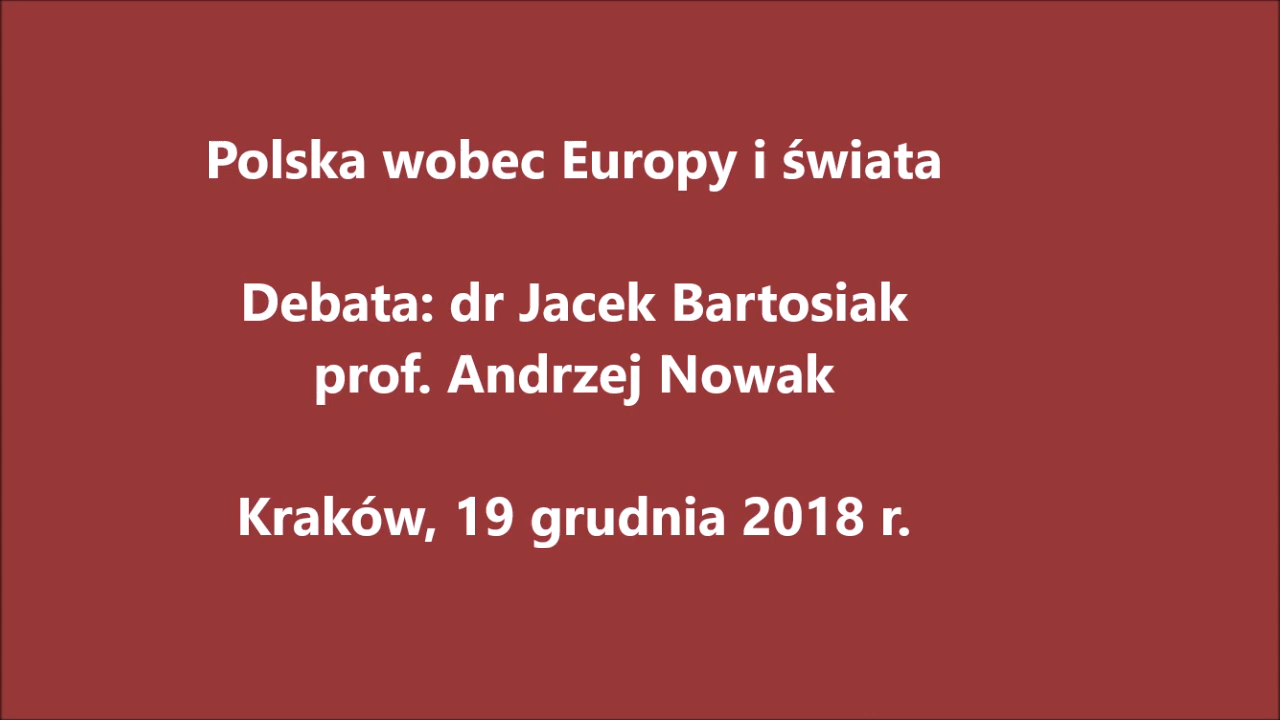 Polska wobec Europy i świata
Debata: dr Jacek Bartosiak
prof. Andrzej Nowak
Kraków, 19 grudnia 2018 r.